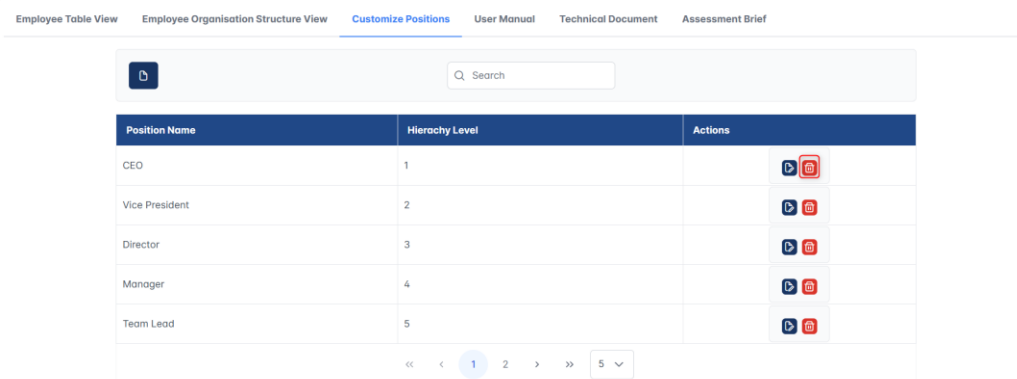 Employee Table View Employee Organisation Structure View Customize Positions User Manual Technical Document Assessment Brief
Search
Position Name Hierachy Level Actions
CEO 1
Vice President 2
Director 3
Manager 4
Team Lead 5
<< < 1 2 > >> 5